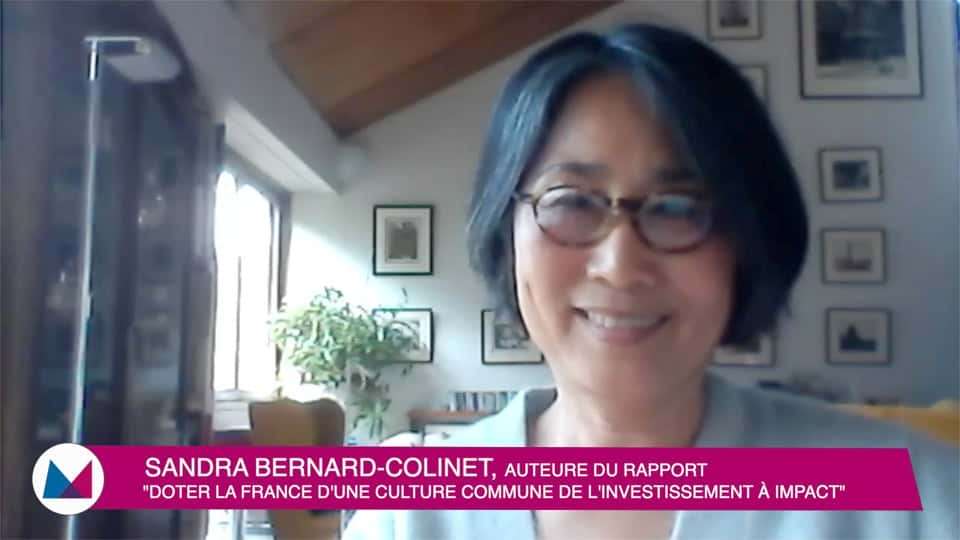 SANDRA BERNARD-COLINET, AUTEURE DU RAPPORT
"DOTER LA FRANCE D'UNE CULTURE COMMUNE DE L'INVESTISSEMENT À IMPACT"